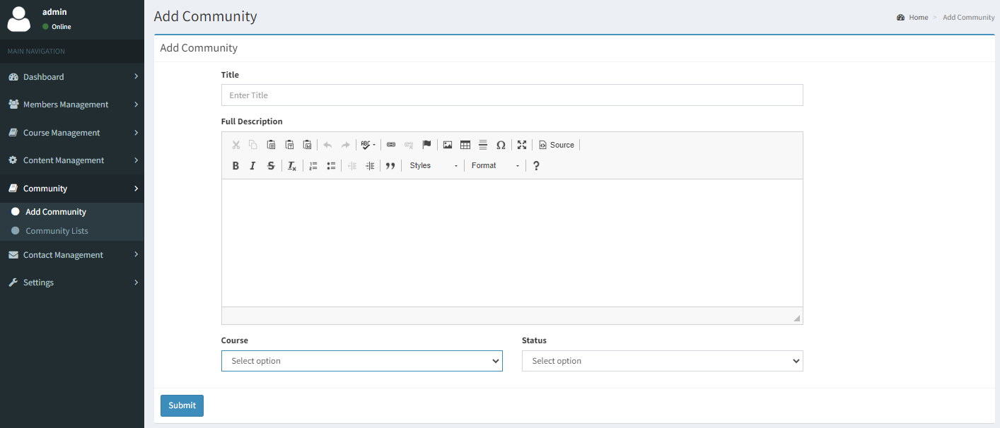 admin
Online
MAIN NAVIGATION
Dashboard
Members Management
Course Management
Content Management
Community
Add Community
Community Lists
Contact Management
Settings
Add Community
Home > Add Community
Add Community
Title
Enter Title
Full Description
ABC
Source
B I S Tx Styles Format ?
Course
Select option
Status
Select option
Submit